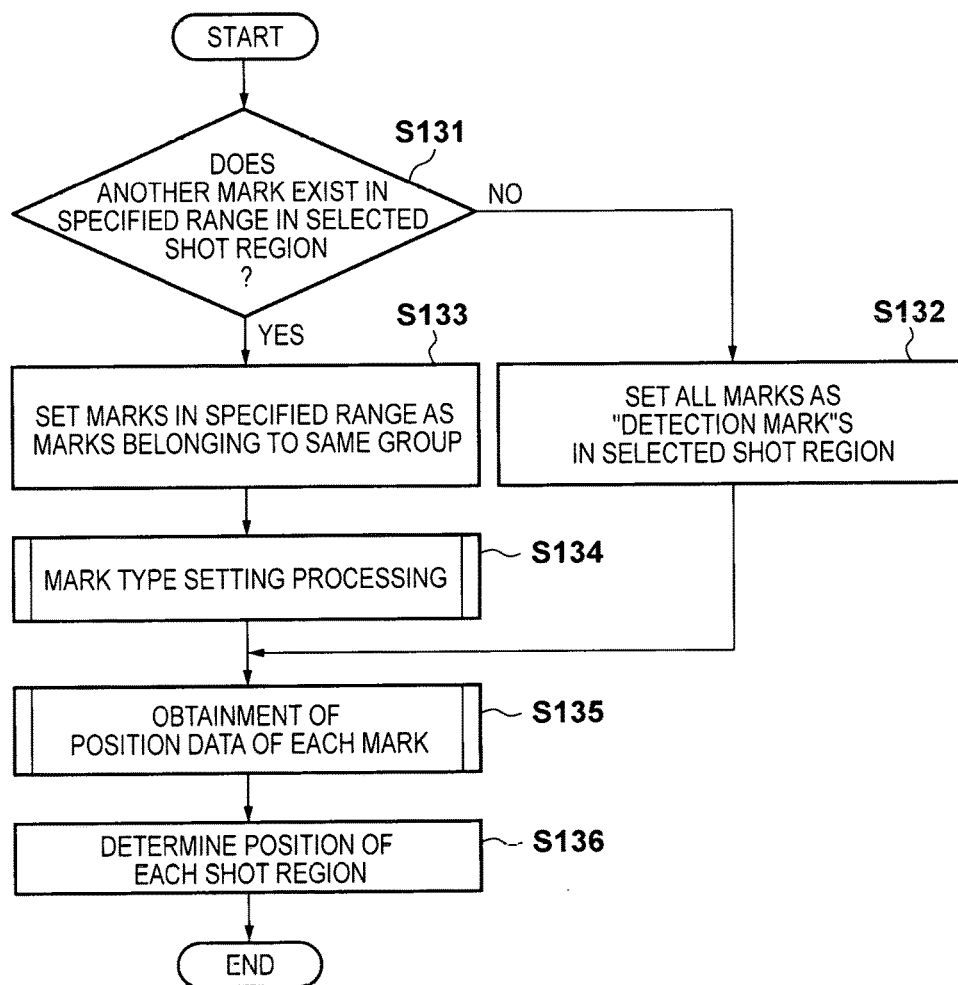 START
S131
DOES
ANOTHER MARK EXIST IN
SPECIFIED RANGE IN SELECTED
SHOT REGION
?
NO
YES
S133
S132
SET MARKS IN SPECIFIED RANGE AS
MARKS BELONGING TO SAME GROUP
SET ALL MARKS AS
"DETECTION MARK"S
IN SELECTED SHOT REGION
MARK TYPE SETTING PROCESSING
S134
OBTAINMENT OF
POSITION DATA OF EACH MARK
S135
DETERMINE POSITION OF
EACH SHOT REGION
S136
END